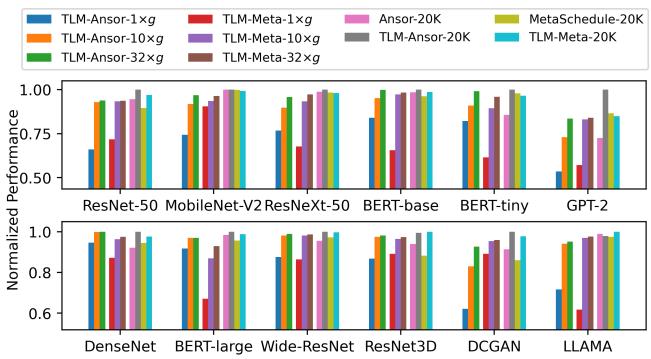 TLM-Ansor-1×g TLM-Meta-1×g Ansor-20K MetaSchedule-20K
TLM-Ansor-10×g TLM-Meta-10×g TLM-Ansor-20K TLM-Meta-20K
TLM-Ansor-32×g TLM-Meta-32×g
Normalized Performance
1.00
0.75
0.50
ResNet-50 MobileNet-V2 ResNeXt-50 BERT-base BERT-tiny GPT-2
1.0
0.8
0.6
DenseNet BERT-large Wide-ResNet ResNet3D DCGAN LLAMA